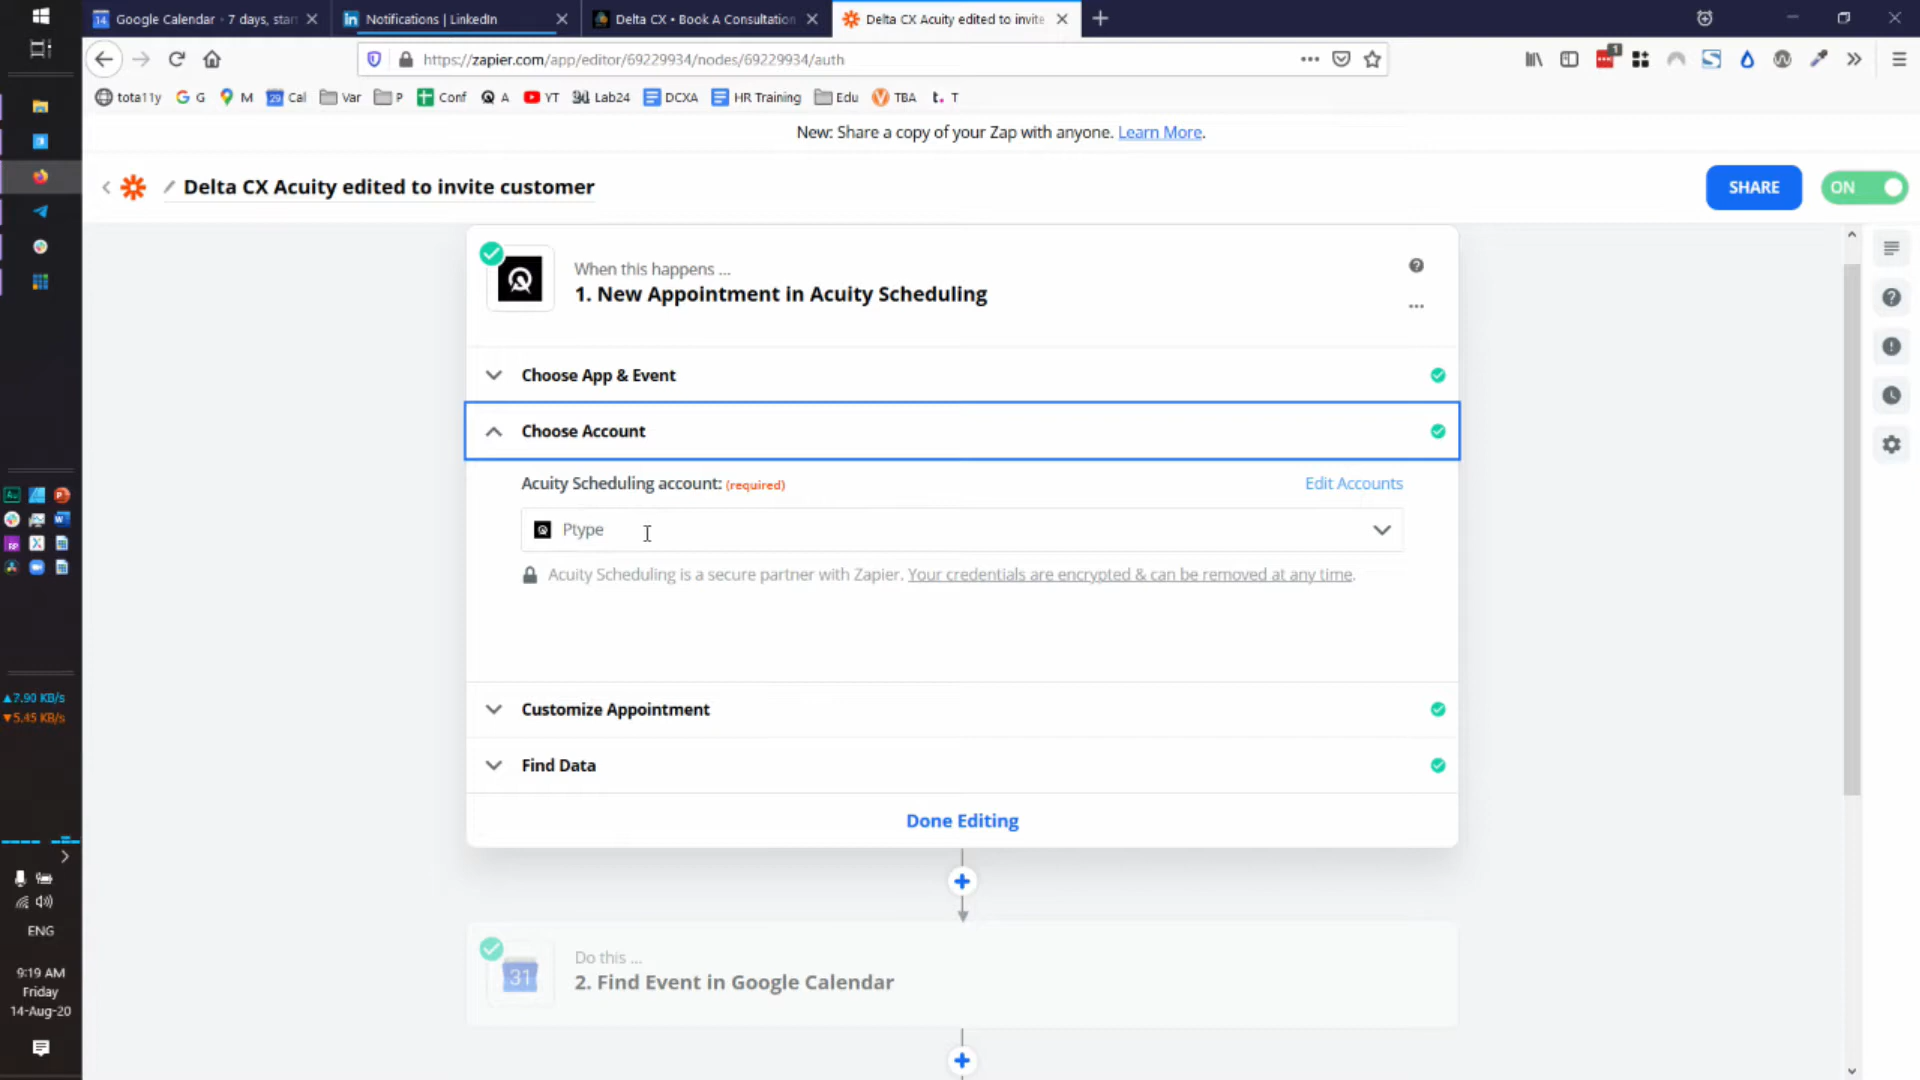 Google Calendar - 7 days, star
Notifications | LinkedIn
Delta CX • Book A Consultation
Delta CX Acuity edited to invite
https://zapier.com/app/editor/69229934/nodes/69229934/auth
1
tota11y
G
M
Cal
Var
P
Conf
A
YT
Lab24
DCXA
HR Training
Edu
TBA
T
New: Share a copy of your Zap with anyone. Learn More.
Delta CX Acuity edited to invite customer
SHARE
ON
When this happens ...
1. New Appointment in Acuity Scheduling
Choose App & Event
Choose Account
Acuity Scheduling account: (required)
Edit Accounts
Ptype
Acuity Scheduling is a secure partner with Zapier. Your credentials are encrypted & can be removed at any time.
Customize Appointment
Find Data
Done Editing
31
Do this ...
2. Find Event in Google Calendar
7.90 KB/s
5.45 KB/s
ENG
9:19 AM
Friday
14-Aug-20